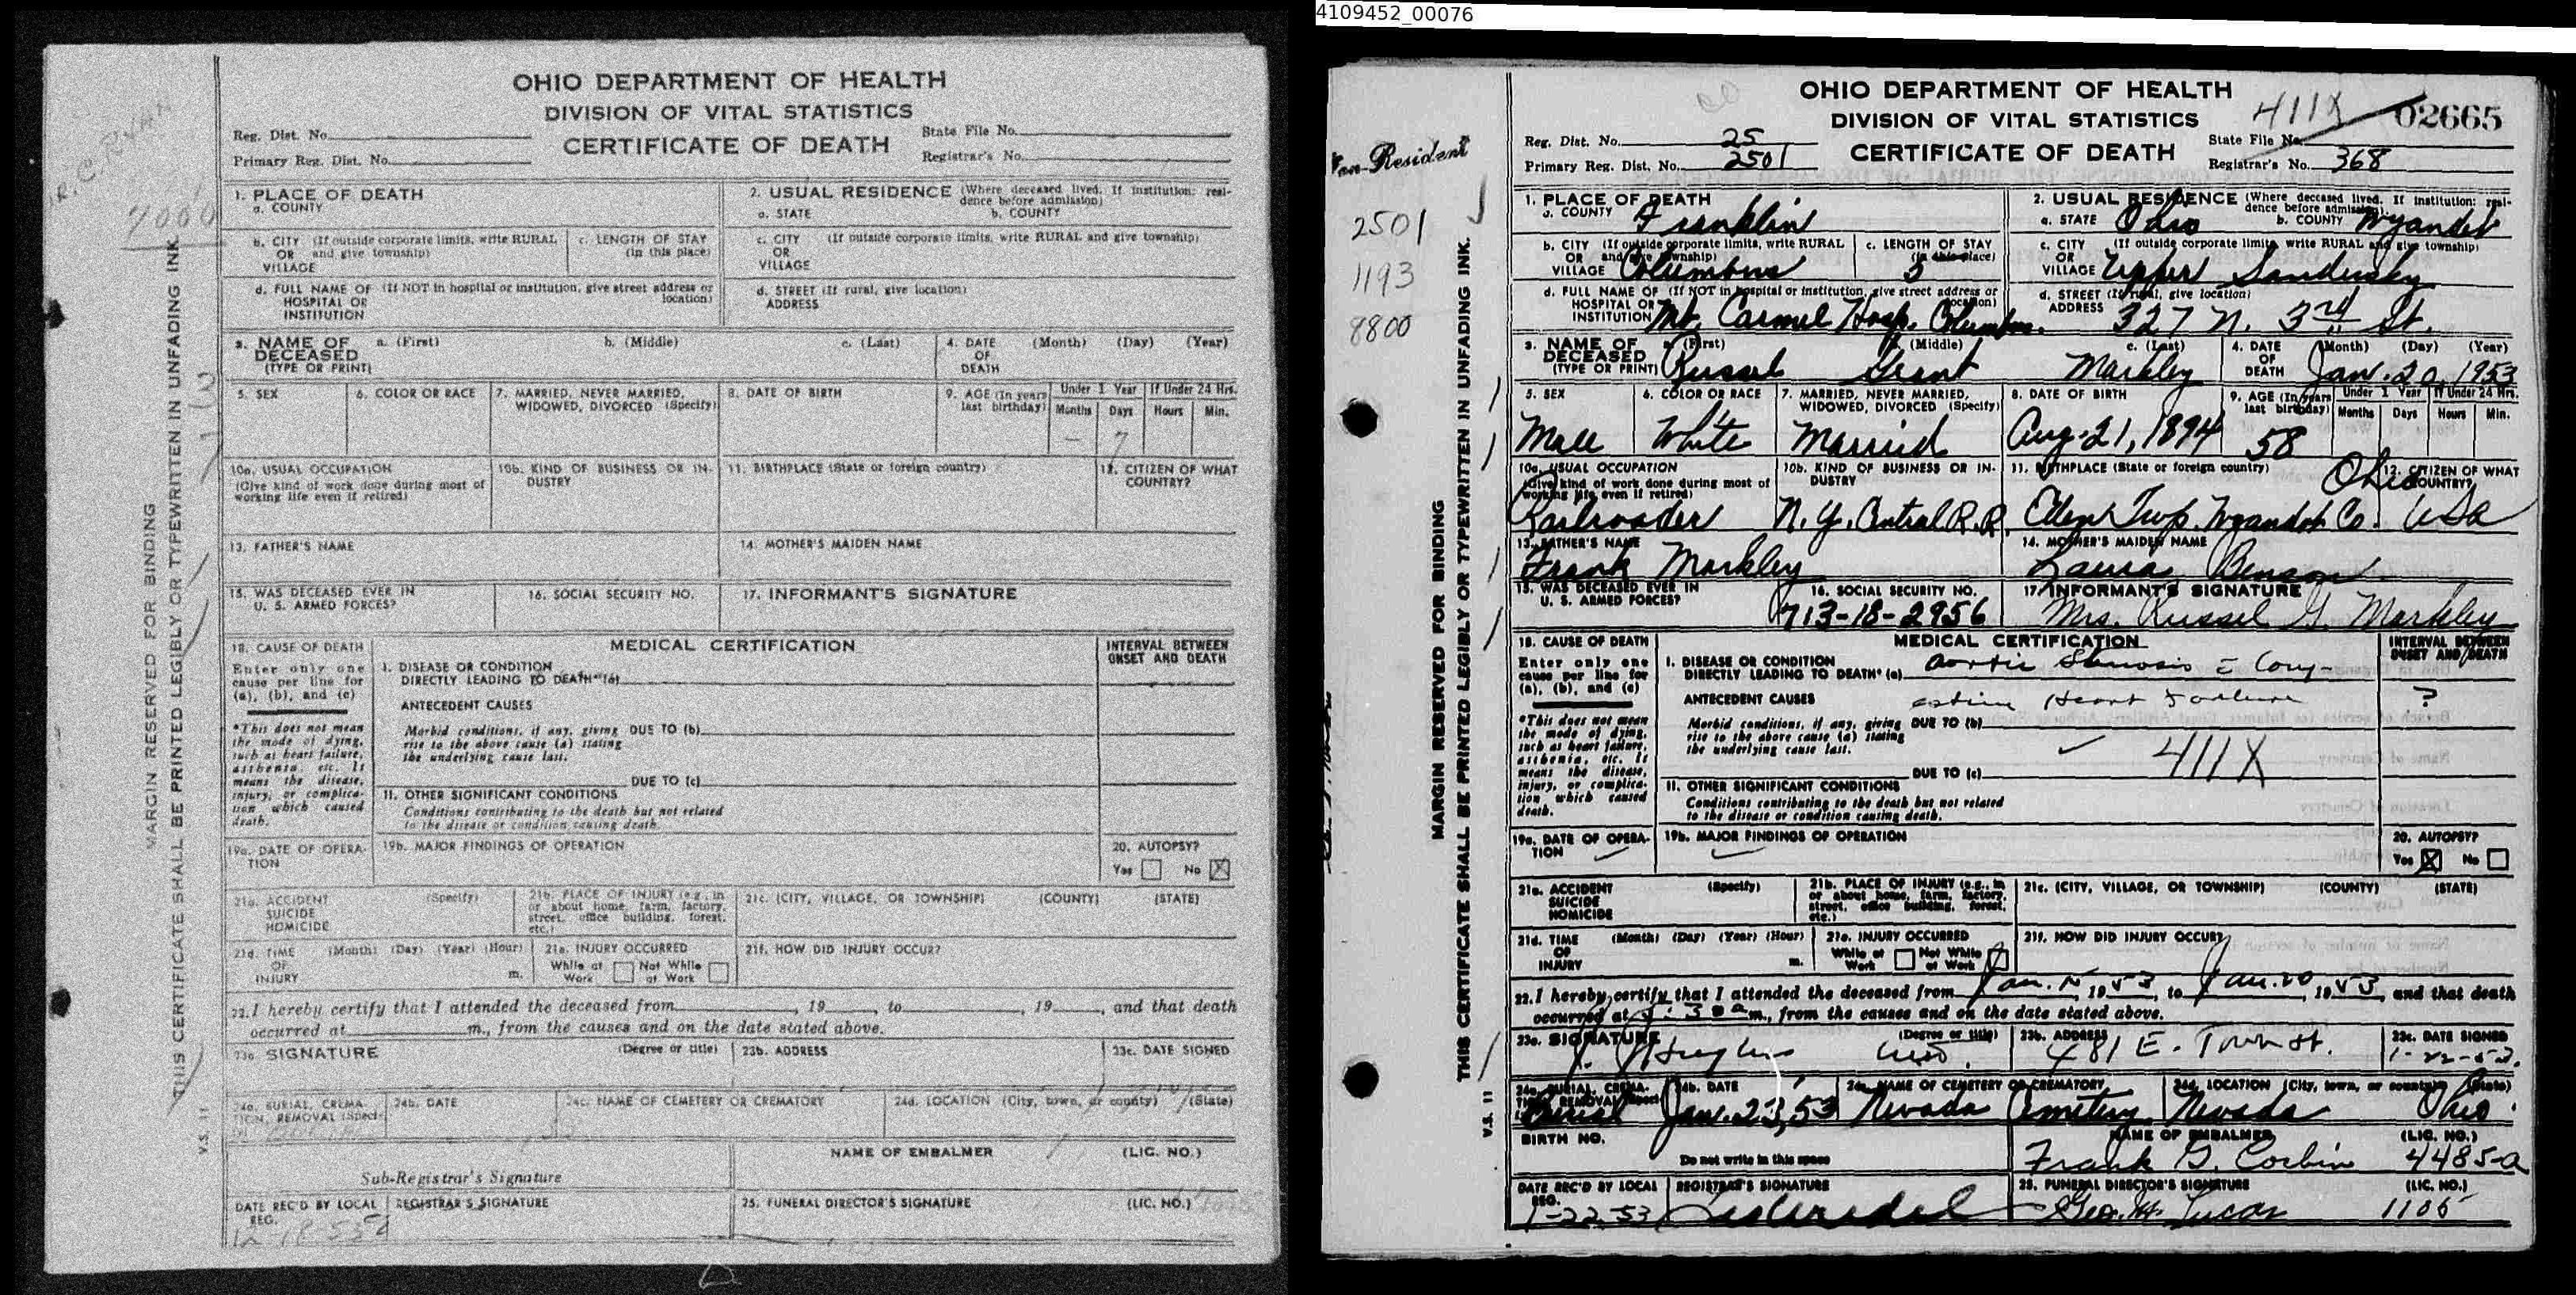 OHIO DEPARTMENT OF HEALTH
DIVISION OF VITAL STATISTICS
CERTIFICATE OF DEATH
Reg. Dist. No.
Primary Reg. Dist. No.
State File No.
Registrar's No.
R.C. RYAN
7000
1. PLACE OF DEATH
a. COUNTY
2. USUAL RESIDENCE (Where deceased lived. If institution: residence before admission)
a. STATE b. COUNTY
b. CITY (If outside corporate limits, write RURAL
OR and give township)
VILLAGE
c. LENGTH OF STAY
(in this place)
c. CITY (If outside corporate limits, write RURAL and give township)
OR
VILLAGE
d. FULL NAME OF (If NOT in hospital or institution, give street address or location)
HOSPITAL OR
INSTITUTION
d. STREET (If rural, give location)
ADDRESS
3. NAME OF DECEASED (TYPE OR PRINT)
a. (First) b. (Middle) c. (Last)
4. DATE OF DEATH (Month) (Day) (Year)
5. SEX
6. COLOR OR RACE
7. MARRIED, NEVER MARRIED, WIDOWED, DIVORCED (Specify)
8. DATE OF BIRTH
9. AGE (In years last birthday)
Under 1 Year If Under 24 Hrs.
Months Days Hours Min.
7
10a. USUAL OCCUPATION
(Give kind of work done during most of
working life even if retired)
10b. KIND OF BUSINESS OR INDUSTRY
11. BIRTHPLACE (State or foreign country)
12. CITIZEN OF WHAT COUNTRY?
13. FATHER'S NAME
14. MOTHER'S MAIDEN NAME
15. WAS DECEASED EVER IN
U. S. ARMED FORCES?
16. SOCIAL SECURITY NO.
17. INFORMANT'S SIGNATURE
18. CAUSE OF DEATH
Enter only one
cause per line for
(a), (b), and (c)
*This does not mean
the mode of dying,
such as heart failure,
asthenia, etc. It
means the disease,
injury, or complica-
tion which caused
death.
MEDICAL CERTIFICATION
INTERVAL BETWEEN
ONSET AND DEATH
I. DISEASE OR CONDITION
DIRECTLY LEADING TO DEATH* (a)
ANTECEDENT CAUSES
Morbid conditions, if any, giving DUE TO (b)
rise to the above cause (a) stating
the underlying cause last.
DUE TO (c)
II. OTHER SIGNIFICANT CONDITIONS
Conditions contributing to the death but not related
to the disease or condition causing death.
19a. DATE OF OPERA-
TION
19b. MAJOR FINDINGS OF OPERATION
20. AUTOPSY?
Yes No X
21a. ACCIDENT (Specify)
SUICIDE
HOMICIDE
21b. PLACE OF INJURY (e.g., in
or about home, farm, factory,
street, office building, forest,
etc.)
21c. (CITY, VILLAGE, OR TOWNSHIP) (COUNTY) (STATE)
21d. TIME (Month) (Day) (Year) (Hour)
OF
INJURY m.
21e. INJURY OCCURRED
While at Not While
Work at Work
21f. HOW DID INJURY OCCUR?
22. I hereby certify that I attended the deceased from , 19 , to , 19 , and that death
occurred at m., from the causes and on the date stated above.
23a. SIGNATURE (Degree or title)
23b. ADDRESS
23c. DATE SIGNED
24a. BURIAL, CREMA-
TION, REMOVAL (Speci-
24b. DATE
24c. NAME OF CEMETERY OR CREMATORY
24d. LOCATION (City, town, or county) (State)
NAME OF EMBALMER (LIC. NO.)
Sub-Registrar's Signature
DATE REC'D BY LOCAL REG.
REGISTRAR'S SIGNATURE
25. FUNERAL DIRECTOR'S SIGNATURE (LIC. NO.)
MARGIN RESERVED FOR BINDING
THIS CERTIFICATE SHALL BE PRINTED LEGIBLY OR TYPEWRITTEN IN UNFADING INK.
V.S. 11
4109452_00076
OHIO DEPARTMENT OF HEALTH
DIVISION OF VITAL STATISTICS
CERTIFICATE OF DEATH
Reg. Dist. No. 25
Primary Reg. Dist. No. 2501
411X
State File No. 02665
Registrar's No. 368
Non-Resident
2501
1193
8800
1. PLACE OF DEATH
a. COUNTY Franklin
2. USUAL RESIDENCE (Where deceased lived. If institution: residence before admission)
a. STATE Ohio b. COUNTY Wyandot
b. CITY (If outside corporate limits, write RURAL
OR and give township)
VILLAGE Columbus
c. LENGTH OF STAY
(in this place)
5
c. CITY (If outside corporate limits, write RURAL and give township)
OR
VILLAGE Upper Sandusky
d. FULL NAME OF (If NOT in hospital or institution, give street address or location)
HOSPITAL OR
INSTITUTION Mt. Carmel Hosp. Columbus.
d. STREET (If rural, give location)
ADDRESS 327 N. 3rd St.
3. NAME OF DECEASED (TYPE OR PRINT)
a. (First) b. (Middle) c. (Last)
Russel Grant Markley
4. DATE OF DEATH (Month) (Day) (Year)
Jan. 20, 1953
5. SEX
Male
6. COLOR OR RACE
White
7. MARRIED, NEVER MARRIED, WIDOWED, DIVORCED (Specify)
Married
8. DATE OF BIRTH
Aug. 21, 1894
9. AGE (In years last birthday)
58
Under 1 Year If Under 24 Hrs.
Months Days Hours Min.
10a. USUAL OCCUPATION
(Give kind of work done during most of
working life, even if retired)
Railroader
10b. KIND OF BUSINESS OR INDUSTRY
N. Y. Central R.R.
11. BIRTHPLACE (State or foreign country)
Eden Twp. Wyandot Co. Ohio
12. CITIZEN OF WHAT COUNTRY?
USA
13. FATHER'S NAME
Frank Markley
14. MOTHER'S MAIDEN NAME
Laura Benson
15. WAS DECEASED EVER IN
U. S. ARMED FORCES?
16. SOCIAL SECURITY NO.
713-18-2956
17. INFORMANT'S SIGNATURE
Mrs. Russel G. Markley
18. CAUSE OF DEATH
Enter only one
cause per line for
(a), (b), and (c)
*This does not mean
the mode of dying,
such as heart failure,
asthenia, etc. It
means the disease,
injury, or complica-
tion which caused
death.
MEDICAL CERTIFICATION
INTERVAL BETWEEN
ONSET AND DEATH
I. DISEASE OR CONDITION
DIRECTLY LEADING TO DEATH* (a) Aortic Stenosis c Cong-
ANTECEDENT CAUSES estive Heart Failure ?
Morbid conditions, if any, giving DUE TO (b)
rise to the above cause (a) stating
the underlying cause last.
411X
DUE TO (c)
II. OTHER SIGNIFICANT CONDITIONS
Conditions contributing to the death but not related
to the disease or condition causing death.
19a. DATE OF OPERA-
TION
19b. MAJOR FINDINGS OF OPERATION
20. AUTOPSY?
Yes X No
21a. ACCIDENT (Specify)
SUICIDE
HOMICIDE
21b. PLACE OF INJURY (e.g., in
or about home, farm, factory,
street, office building, forest,
etc.)
21c. (CITY, VILLAGE, OR TOWNSHIP) (COUNTY) (STATE)
21d. TIME (Month) (Day) (Year) (Hour)
OF
INJURY m.
21e. INJURY OCCURRED
While at Not While
Work at Work
21f. HOW DID INJURY OCCUR?
22. I hereby certify that I attended the deceased from Jan. 1953, to Jan. 20 1953, and that death
occurred at :30 a m., from the causes and on the date stated above.
23a. SIGNATURE (Degree or title)
J. Hughes MD.
23b. ADDRESS
481 E. Town St.
23c. DATE SIGNED
1-22-53.
24a. BURIAL, CREMA-
TION, REMOVAL (Speci-
Burial
24b. DATE
Jan. 23, 53
24c. NAME OF CEMETERY OR CREMATORY
Nevada Cemetery
24d. LOCATION (City, town, or county) (State)
Nevada Ohio.
BIRTH NO.
Do not write in this space
NAME OF EMBALMER (LIC. NO.)
Frank G. Corbin 4485-a
DATE REC'D BY LOCAL REG.
1-22-53
REGISTRAR'S SIGNATURE
25. FUNERAL DIRECTOR'S SIGNATURE (LIC. NO.)
Geo. H. Lucas 1106
MARGIN RESERVED FOR BINDING
THIS CERTIFICATE SHALL BE PRINTED LEGIBLY OR TYPEWRITTEN IN UNFADING INK.
V.S. 11